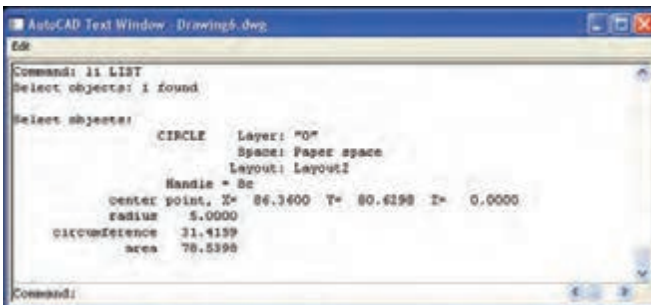 AutoCAD Text Window - Drawing6.dwg
Edit
Command: li LIST
Select objects: 1 found
Select objects:
CIRCLE Layer: "0"
Space: Paper space
Layout: Layout2
Handle = 8c
center point, X= 86.3400 Y= 80.6298 Z= 0.0000
radius 5.0000
circumference 31.4159
area 78.5398
Command: